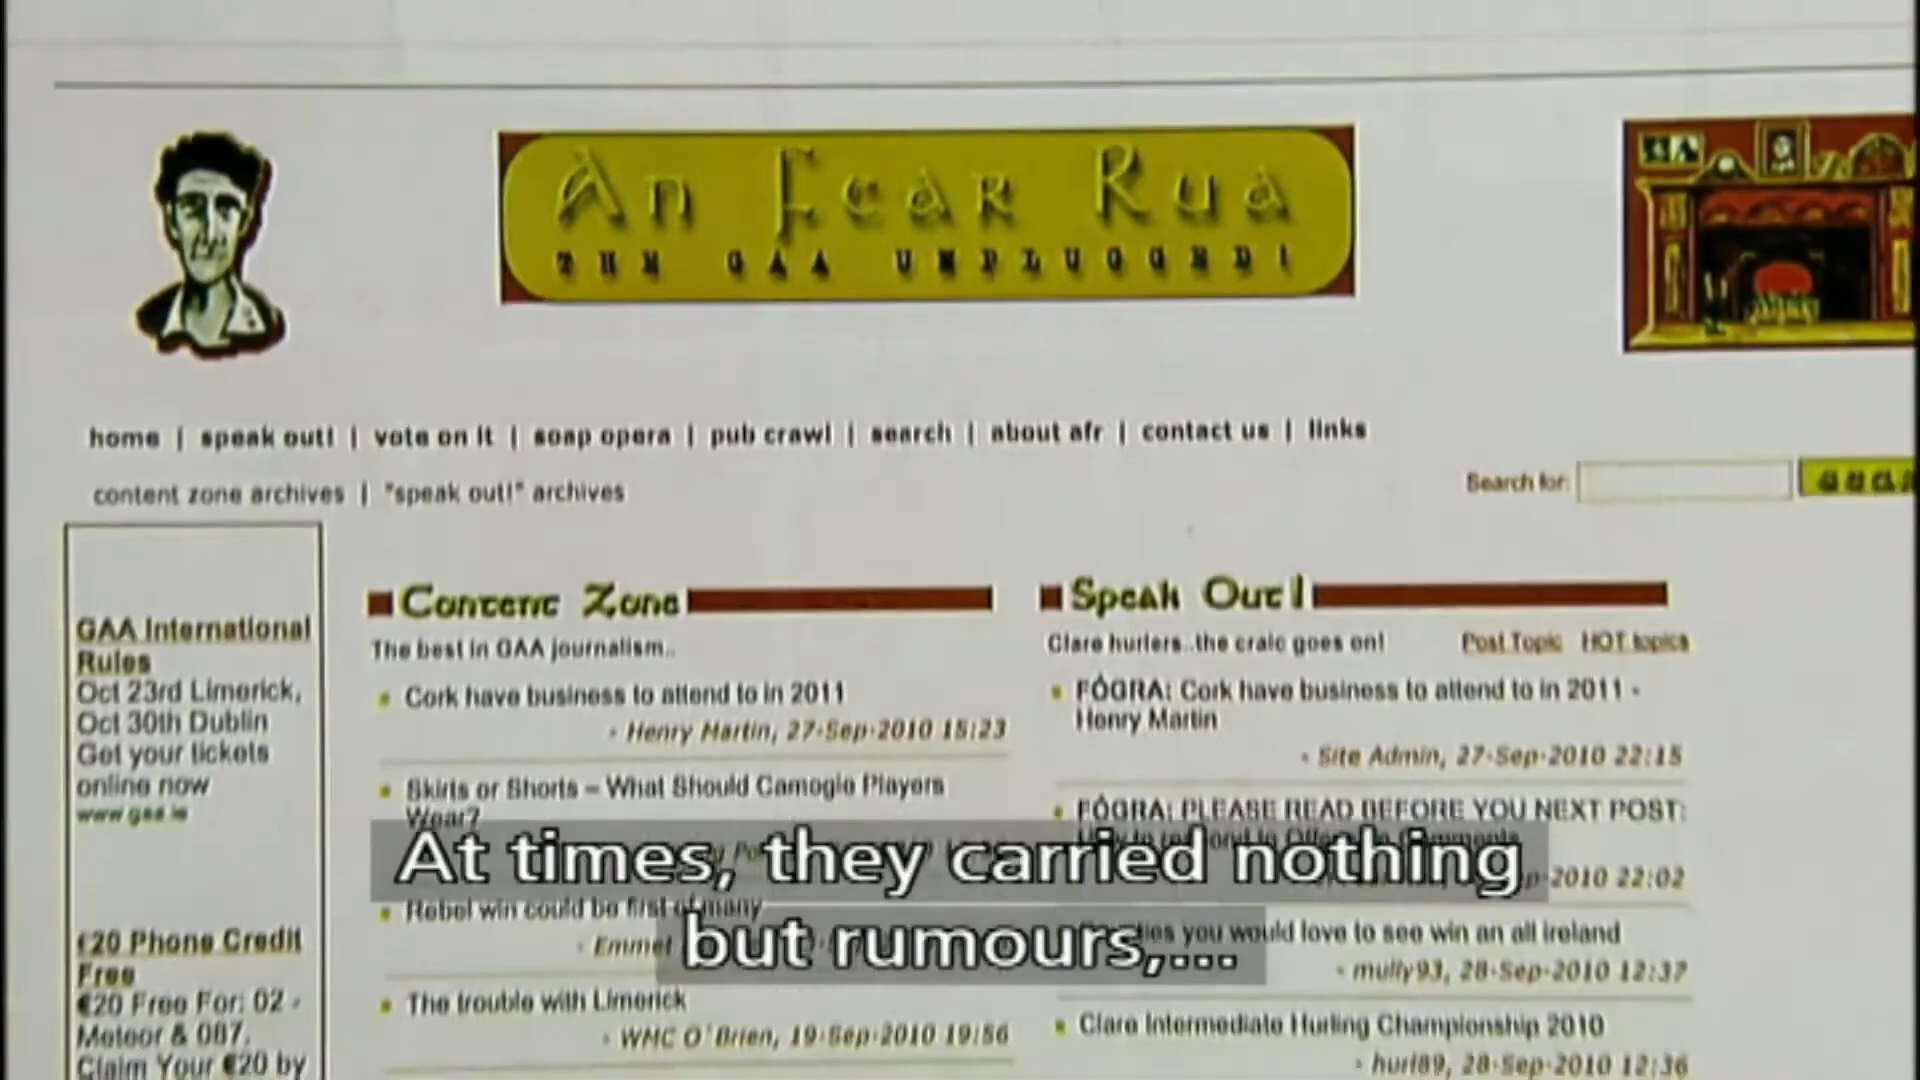 An Fear Rua
THE GAA UNPLUGGED!
home | speak out! | vote on it | soap opera | pub crawl | search | about afr | contact us | links
content zone archives | "speak out!" archives
Search for:
GAA International
Rules
Oct 23rd Limerick,
Oct 30th Dublin
Get your tickets
online now
www.gaa.ie
€20 Phone Credit
Free
€20 Free For: 02 -
Meteor & 087.
Claim Your €20 by
Content Zone
The best in GAA journalism..
Cork have business to attend to in 2011
- Henry Martin, 27-Sep-2010 15:23
Skirts or Shorts – What Should Camogie Players
Wear?
Rebel win could be first of many
- Emmet
The trouble with Limerick
- WMC O'Brien, 19-Sep-2010 19:56
Speak Out!
Clare hurlers..the craic goes on!
Post Topic HOT topics
FÓGRA: Cork have business to attend to in 2011 -
Henry Martin
- Site Admin, 27-Sep-2010 22:15
FÓGRA: PLEASE READ BEFORE YOU NEXT POST:
-2010 22:02
you would love to see win an all ireland
- mully93, 28-Sep-2010 12:37
Clare Intermediate Hurling Championship 2010
- hurl89, 28-Sep-2010 12:36
At times, they carried nothing
but rumours,...